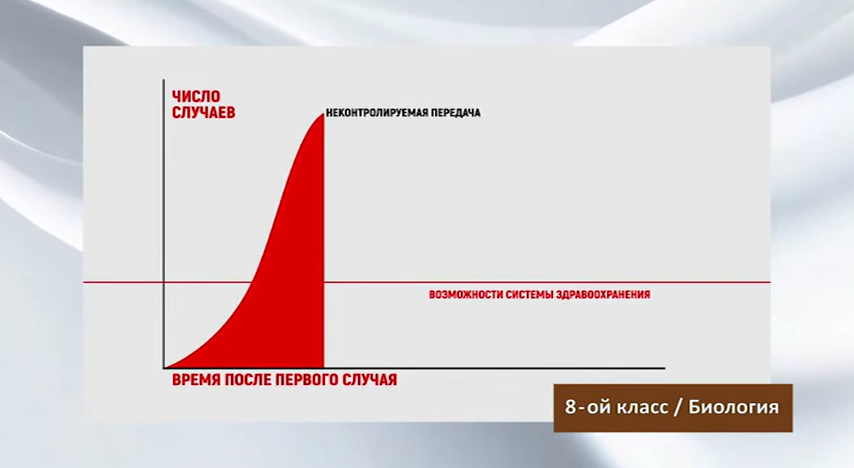 ЧИСЛО
СЛУЧАЕВ
НЕКОНТРОЛИРУЕМАЯ ПЕРЕДАЧА
ВОЗМОЖНОСТИ СИСТЕМЫ ЗДРАВООХРАНЕНИЯ
ВРЕМЯ ПОСЛЕ ПЕРВОГО СЛУЧАЯ
8-ой класс / Биология